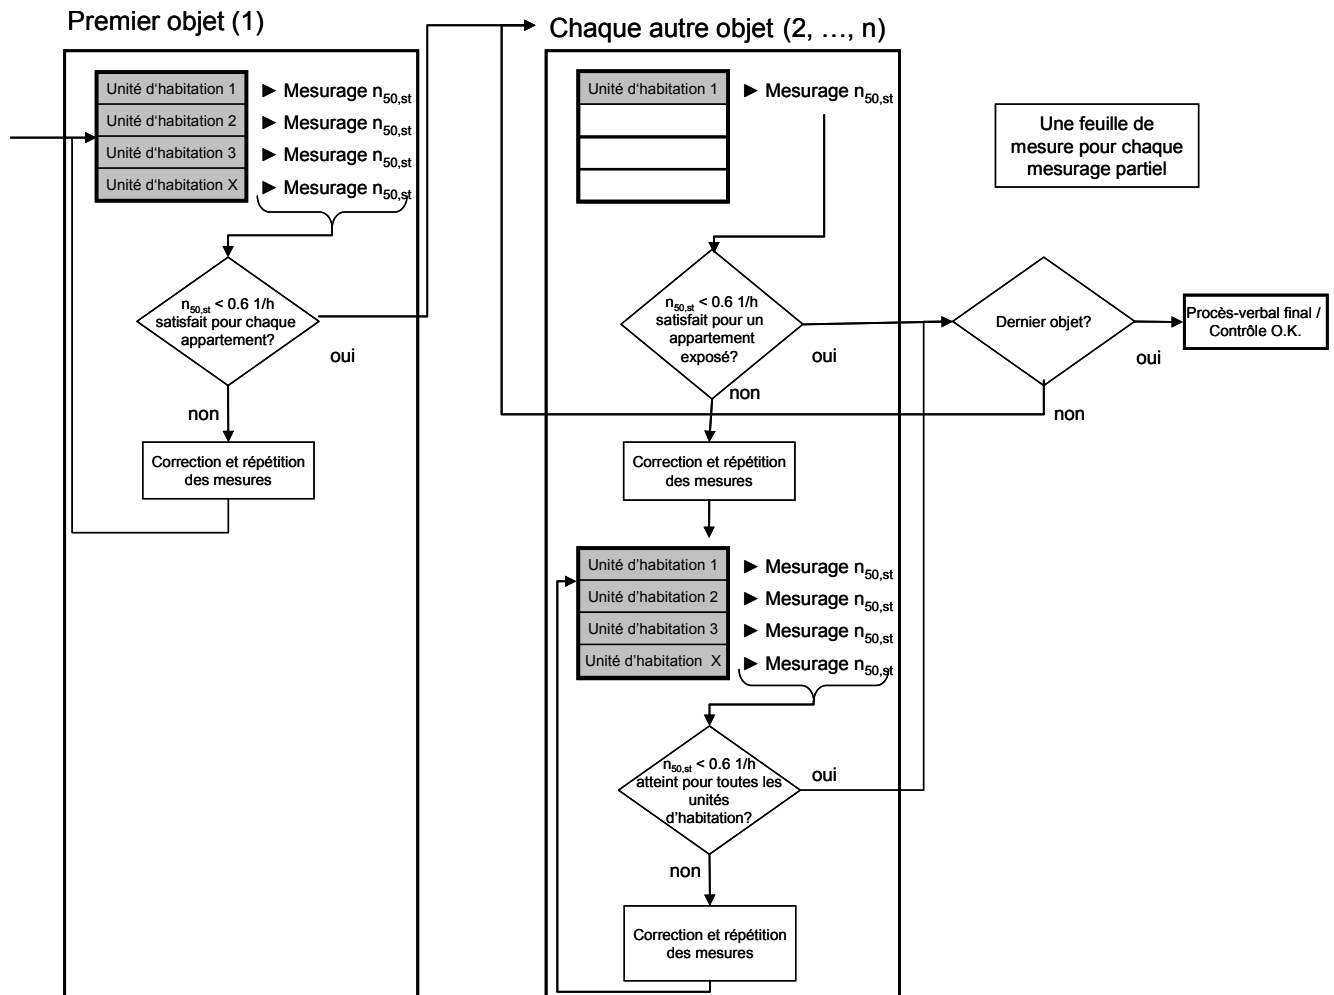 Premier objet (1)
Unité d‘habitation 1
► Mesurage n50,st
Unité d‘habitation 2
► Mesurage n50,st
Unité d‘habitation 3
► Mesurage n50,st
Unité d‘habitation X
► Mesurage n50,st
n50,st < 0.6 1/h
satisfait pour chaque
appartement?
oui
non
Correction et répétition
des mesures
Chaque autre objet (2, …, n)
Unité d‘habitation 1
► Mesurage n50,st
n50,st < 0.6 1/h
satisfait pour un
appartement
exposé?
oui
non
Correction et répétition
des mesures
Unité d’habitation 1
► Mesurage n50,st
Unité d’habitation 2
► Mesurage n50,st
Unité d’habitation 3
► Mesurage n50,st
Unité d’habitation X
► Mesurage n50,st
n50,st < 0.6 1/h
atteint pour toutes les
unités
d’habitation?
oui
non
Correction et répétition
des mesures
Une feuille de
mesure pour chaque
mesurage partiel
Dernier objet?
oui
non
Procès-verbal final /
Contrôle O.K.